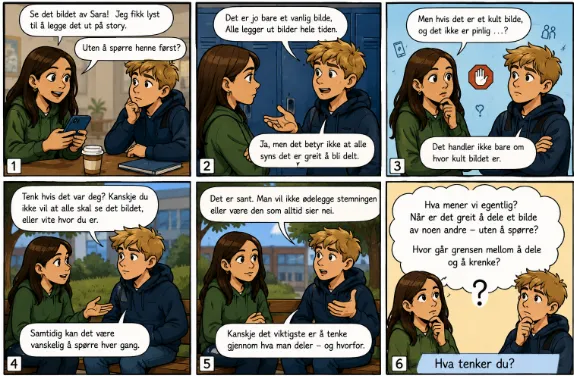 Se det bildet av Sara! Jeg fikk lyst
til å legge det ut på story.
Uten å spørre henne først?
1
Det er jo bare et vanlig bilde,
Alle legger ut bilder hele tiden.
Ja, men det betyr ikke at alle
syns det er greit å bli delt.
2
Men hvis det er et kult bilde,
og det ikke er pinlig ...?
Det handler ikke bare om
hvor kult bildet er.
3
Tenk hvis det var deg? Kanskje du
ikke vil at alle skal se det bildet,
eller vite hvor du er.
Samtidig kan det være
vanskelig å spørre hver gang.
4
Det er sant. Man vil ikke ødelegge stemningen
eller være den som alltid sier nei.
Kanskje det viktigste er å tenke
gjennom hva man deler – og hvorfor.
5
Hva mener vi egentlig?
Når er det greit å dele et bilde
av noen andre – uten å spørre?
Hvor går grensen mellom å dele
og å krenke?
?
6
Hva tenker du?